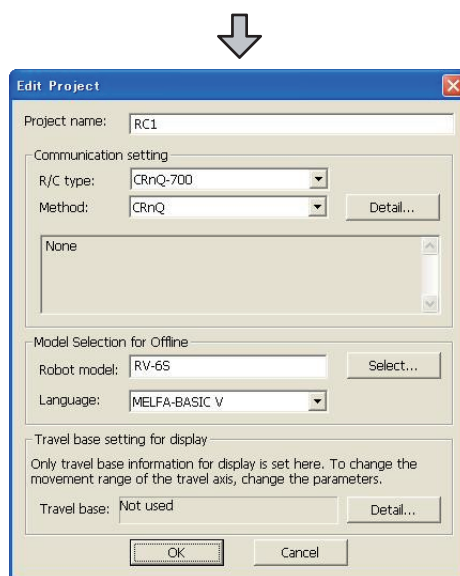 Edit Project
Project name: RC1
Communication setting
R/C type: CRnQ-700
Method: CRnQ Detail...
None
Model Selection for Offline
Robot model: RV-6S Select...
Language: MELFA-BASIC V
Travel base setting for display
Only travel base information for display is set here. To change the
movement range of the travel axis, change the parameters.
Travel base: Not used Detail...
OK Cancel